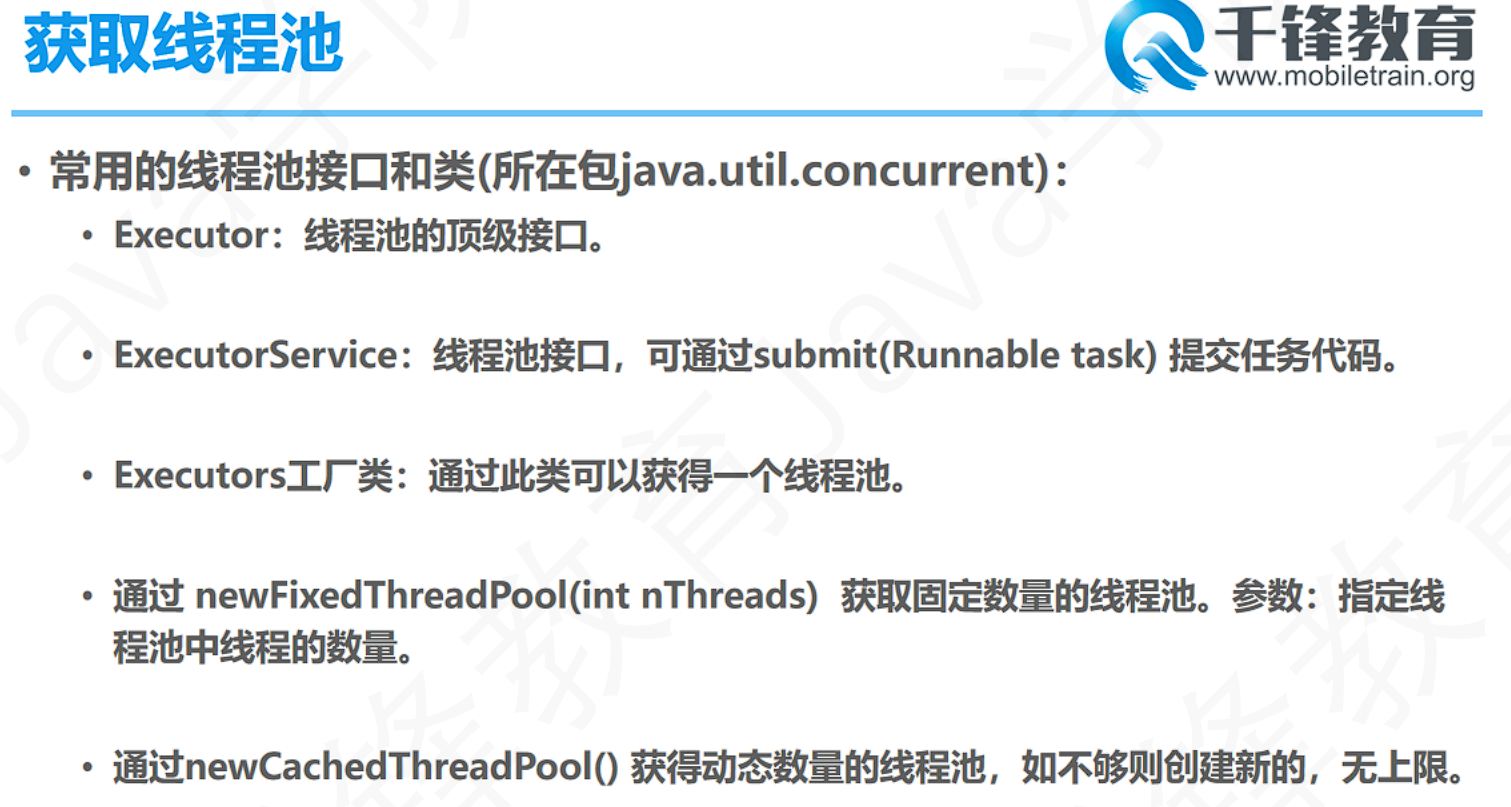 获取线程池
千锋教育
www.mobiletrain.org
• 常用的线程池接口和类(所在包java.util.concurrent)：
• Executor：线程池的顶级接口。
• ExecutorService：线程池接口，可通过submit(Runnable task) 提交任务代码。
• Executors工厂类：通过此类可以获得一个线程池。
• 通过 newFixedThreadPool(int nThreads) 获取固定数量的线程池。参数：指定线
程池中线程的数量。
• 通过newCachedThreadPool() 获得动态数量的线程池，如不够则创建新的，无上限。